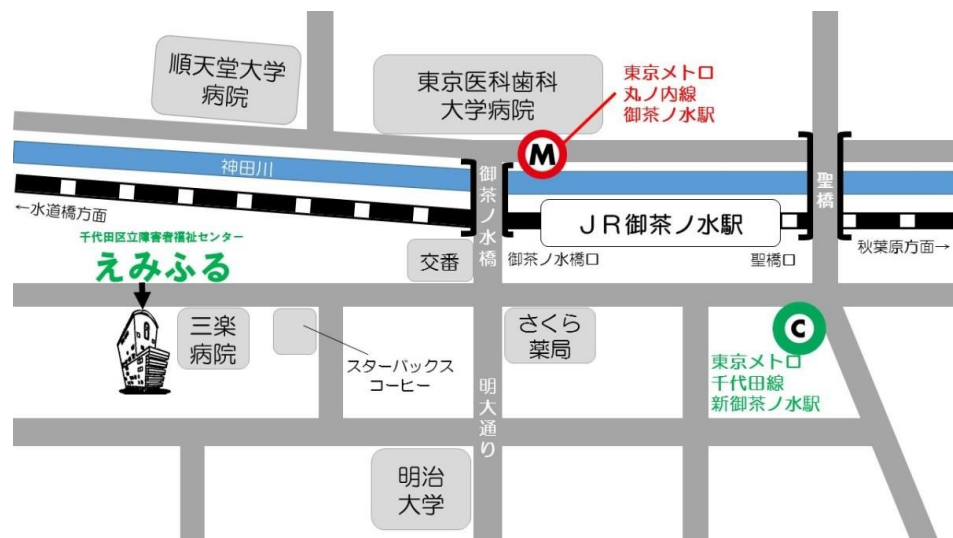 順天堂大学
病院
東京医科歯科
大学病院
東京メトロ
丸ノ内線
御茶ノ水駅
M
神田川
御茶ノ水橋
聖橋
←水道橋方面
JR御茶ノ水駅
千代田区立障害者福祉センター
えみふる
交番
御茶ノ水橋口
聖橋口
秋葉原方面→
三楽
病院
スターバックス
コーヒー
さくら
薬局
C
東京メトロ
千代田線
新御茶ノ水駅
明大通り
明治
大学